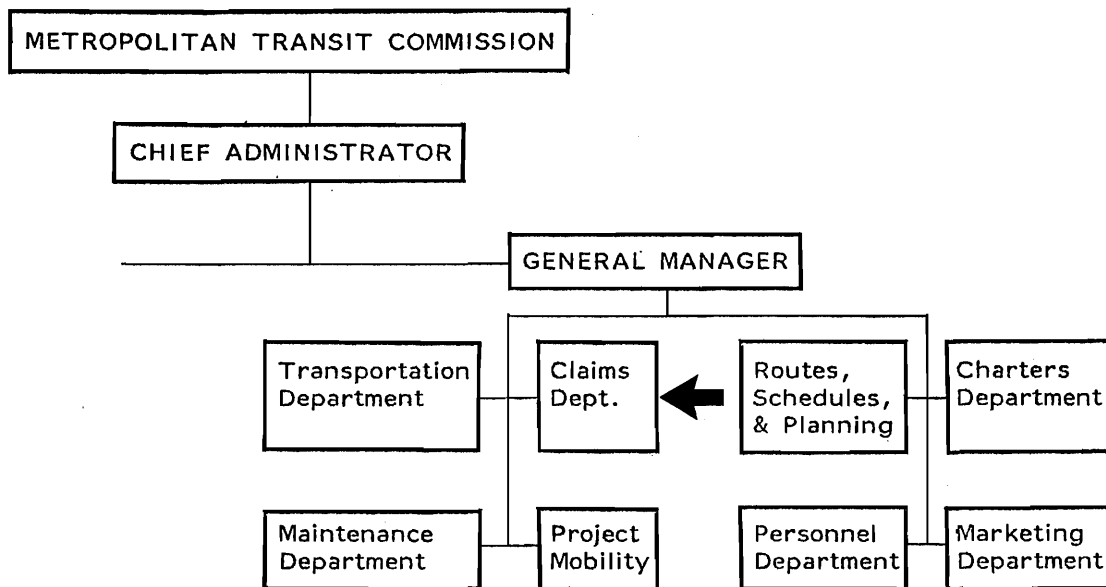 METROPOLITAN TRANSIT COMMISSION
CHIEF ADMINISTRATOR
GENERAL MANAGER
Transportation
Department
Claims
Dept.
Routes,
Schedules,
& Planning
Charters
Department
Maintenance
Department
Project
Mobility
Personnel
Department
Marketing
Department